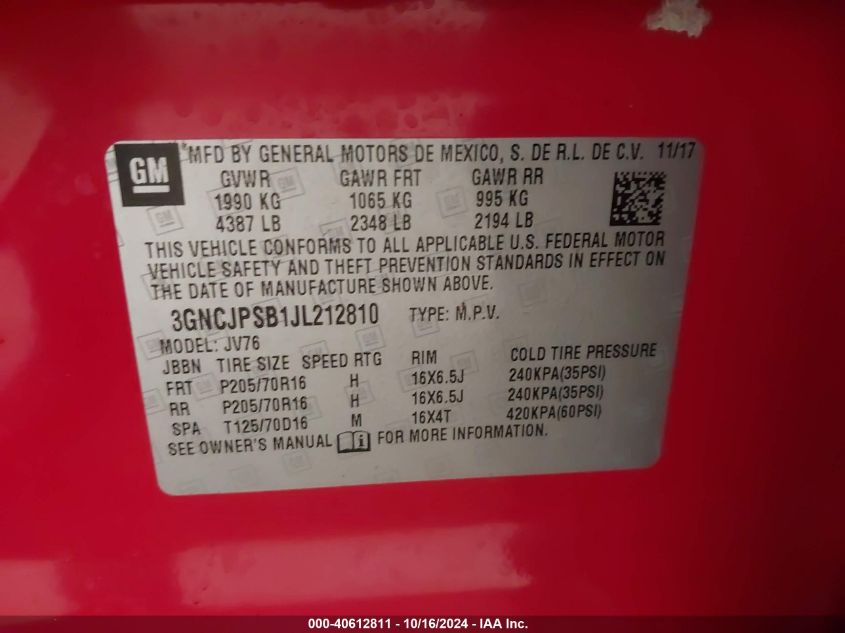 GM
MFD BY GENERAL MOTORS DE MEXICO, S. DE R.L. DE C.V. 11/17
GVWR GAWR FRT GAWR RR
1990 KG 1065 KG 995 KG
4387 LB 2348 LB 2194 LB
THIS VEHICLE CONFORMS TO ALL APPLICABLE U.S. FEDERAL MOTOR
VEHICLE SAFETY AND THEFT PREVENTION STANDARDS IN EFFECT ON
THE DATE OF MANUFACTURE SHOWN ABOVE.
3GNCJPSB1JL212810 TYPE: M.P.V.
MODEL: JV76
JBBN TIRE SIZE SPEED RTG RIM COLD TIRE PRESSURE
FRT P205/70R16 H 16X6.5J 240KPA(35PSI)
RR P205/70R16 H 16X6.5J 240KPA(35PSI)
SPA T125/70D16 M 16X4T 420KPA(60PSI)
SEE OWNER'S MANUAL i FOR MORE INFORMATION.
000-40612811 - 10/16/2024 - IAA Inc.